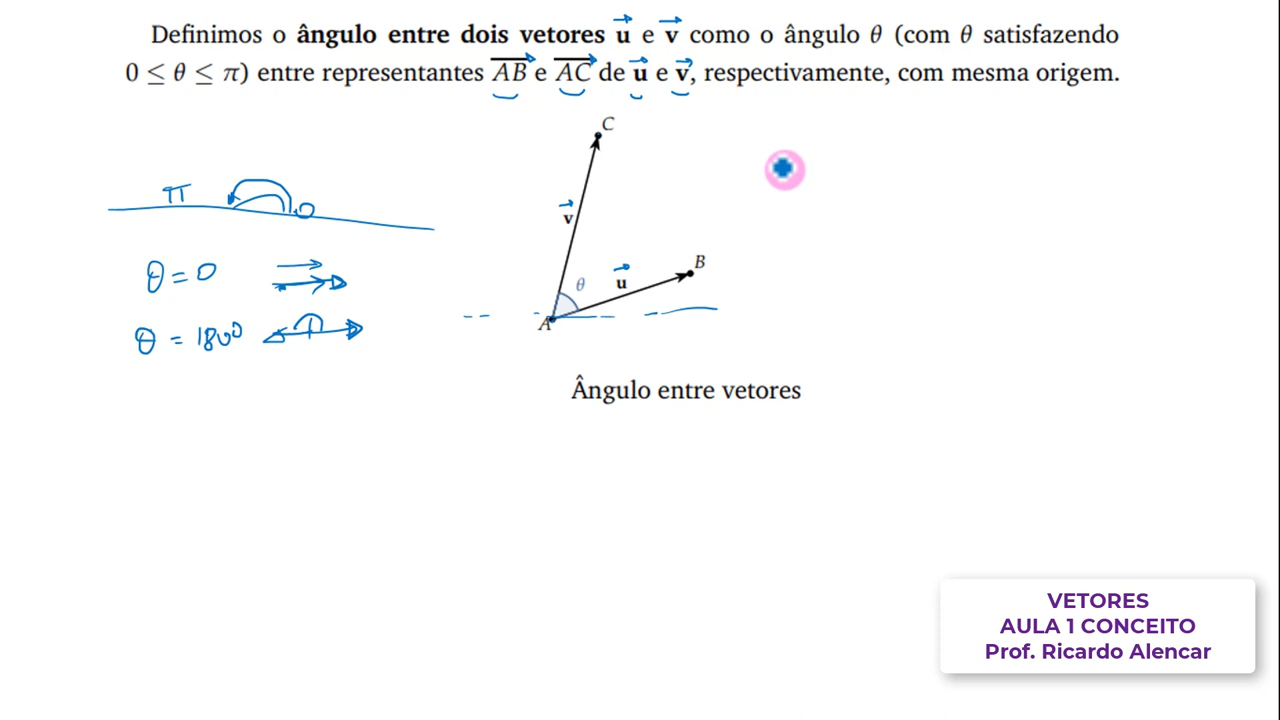 Definimos o ângulo entre dois vetores u e v como o ângulo θ (com θ satisfazendo
0 ≤ θ ≤ π) entre representantes AB e AC de u e v, respectivamente, com mesma origem.
C
π
0
v
B
θ = 0
θ
u
A
θ = 180°
Ângulo entre vetores
VETORES
AULA 1 CONCEITO
Prof. Ricardo Alencar